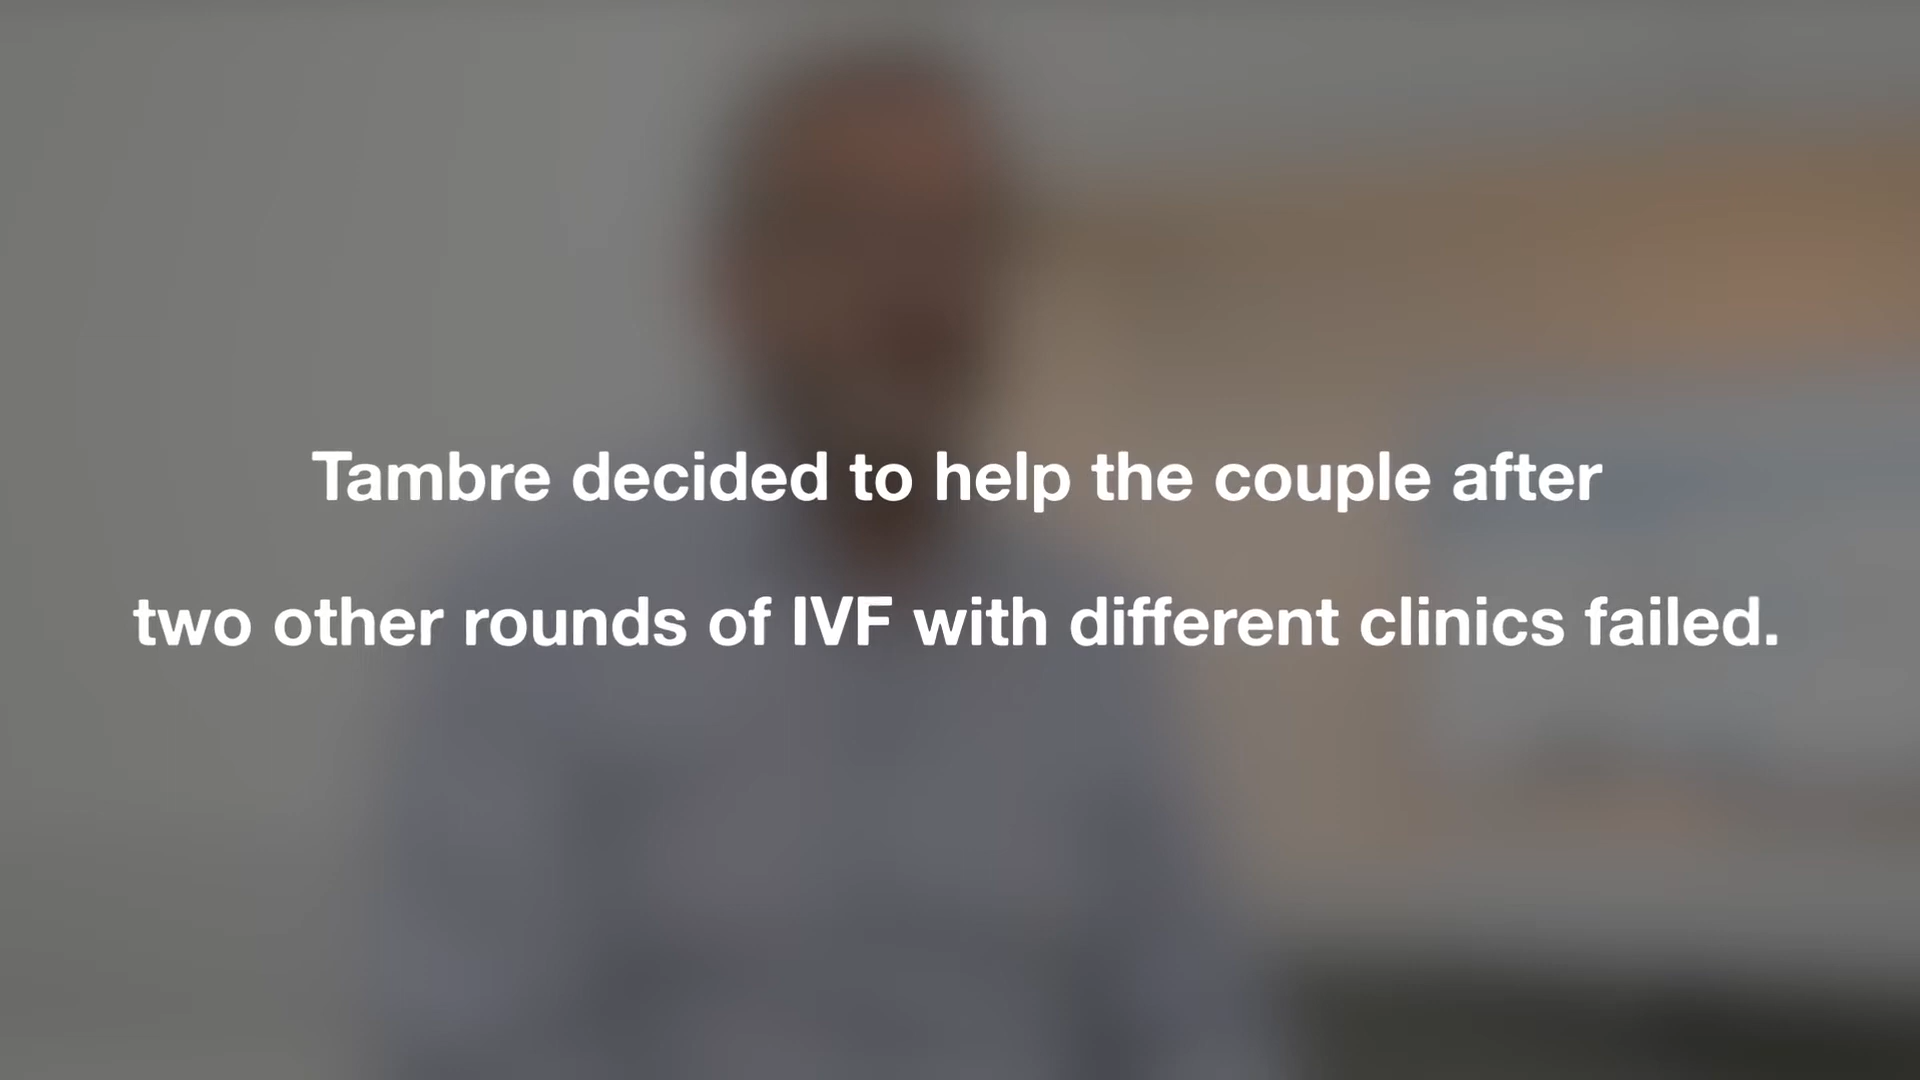 Tambre decided to help the couple after
two other rounds of IVF with different clinics failed.